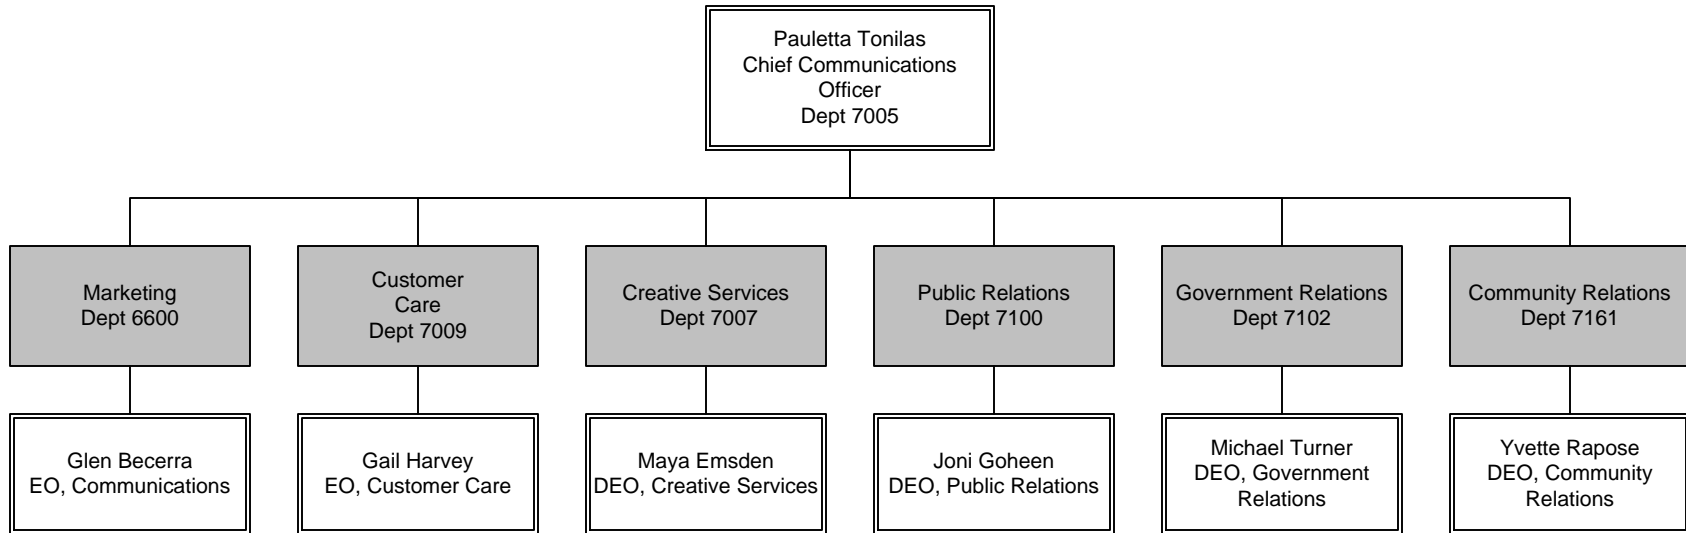 Pauletta Tonilas
Chief Communications
Officer
Dept 7005
Marketing
Dept 6600
Customer
Care
Dept 7009
Creative Services
Dept 7007
Public Relations
Dept 7100
Government Relations
Dept 7102
Community Relations
Dept 7161
Glen Becerra
EO, Communications
Gail Harvey
EO, Customer Care
Maya Emsden
DEO, Creative Services
Joni Goheen
DEO, Public Relations
Michael Turner
DEO, Government
Relations
Yvette Rapose
DEO, Community
Relations